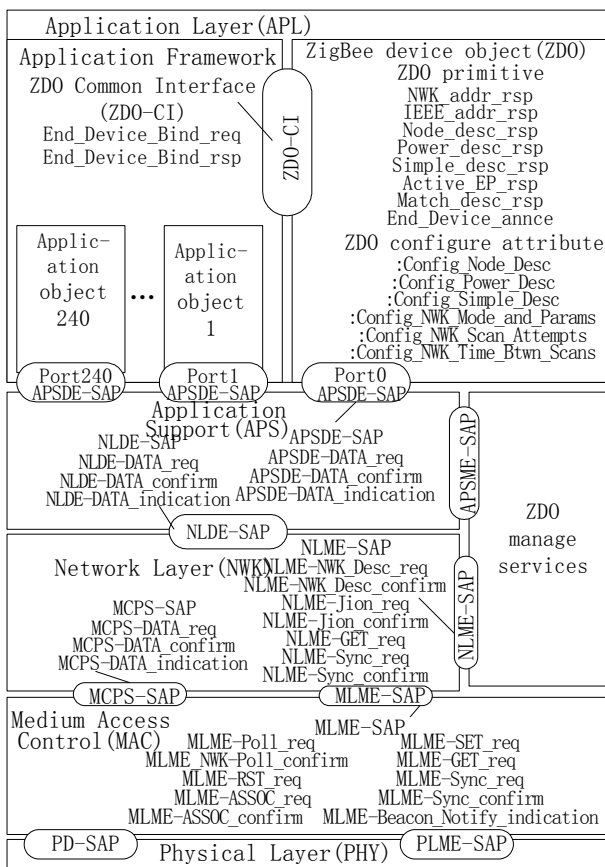 Application Layer(APL)
Application Framework
ZDO Common Interface
(ZDO-CI)
End_Device_Bind_req
End_Device_Bind_rsp
ZDO-CI
ZigBee device object(ZDO)
ZDO primitive
NWK_addr_rsp
IEEE_addr_rsp
Node_desc_rsp
Power_desc_rsp
Simple_desc_rsp
Active_EP_rsp
Match_desc_rsp
End_Device_annce
ZDO configure attribute
:Config_Node_Desc
:Config_Power_Desc
:Config_Simple_Desc
:Config_NWK_Mode_and_Params
:Config_NWK_Scan_Attempts
:Config_NWK_Time_Btwn_Scans
Applic-
ation
object
240
...
Applic-
ation
object
1
Port240
APSDE-SAP
Port1
APSDE-SAP
Port0
APSDE-SAP
Application
Support(APS)
NLDE-SAP
NLDE-DATA_req
NLDE-DATA_confirm
NLDE-DATA_indication
APSDE-SAP
APSDE-DATA_req
APSDE-DATA_confirm
APSDE-DATA_indication
APSME-SAP
ZDO
manage
services
NLDE-SAP
Network Layer(NWK)
NLME-SAP
NLME-NWK_Desc_req
NLME-NWK_Desc_confirm
NLME-Jion_req
NLME-Jion_confirm
NLME-GET_req
NLME-Sync_req
NLME-Sync_confirm
NLME-SAP
MCPS-SAP
MCPS-DATA_req
MCPS-DATA_confirm
MCPS-DATA_indication
MCPS-SAP
MLME-SAP
Medium Access
Control(MAC)
MLME-SAP
MLME-Poll_req
MLME_NWK-Poll_confirm
MLME-RST_req
MLME-ASSOC_req
MLME-ASSOC_confirm
MLME-SET_req
MLME-GET_req
MLME-Sync_req
MLME-Sync_confirm
MLME-Beacon_Notify_indication
PD-SAP
PLME-SAP
Physical Layer(PHY)